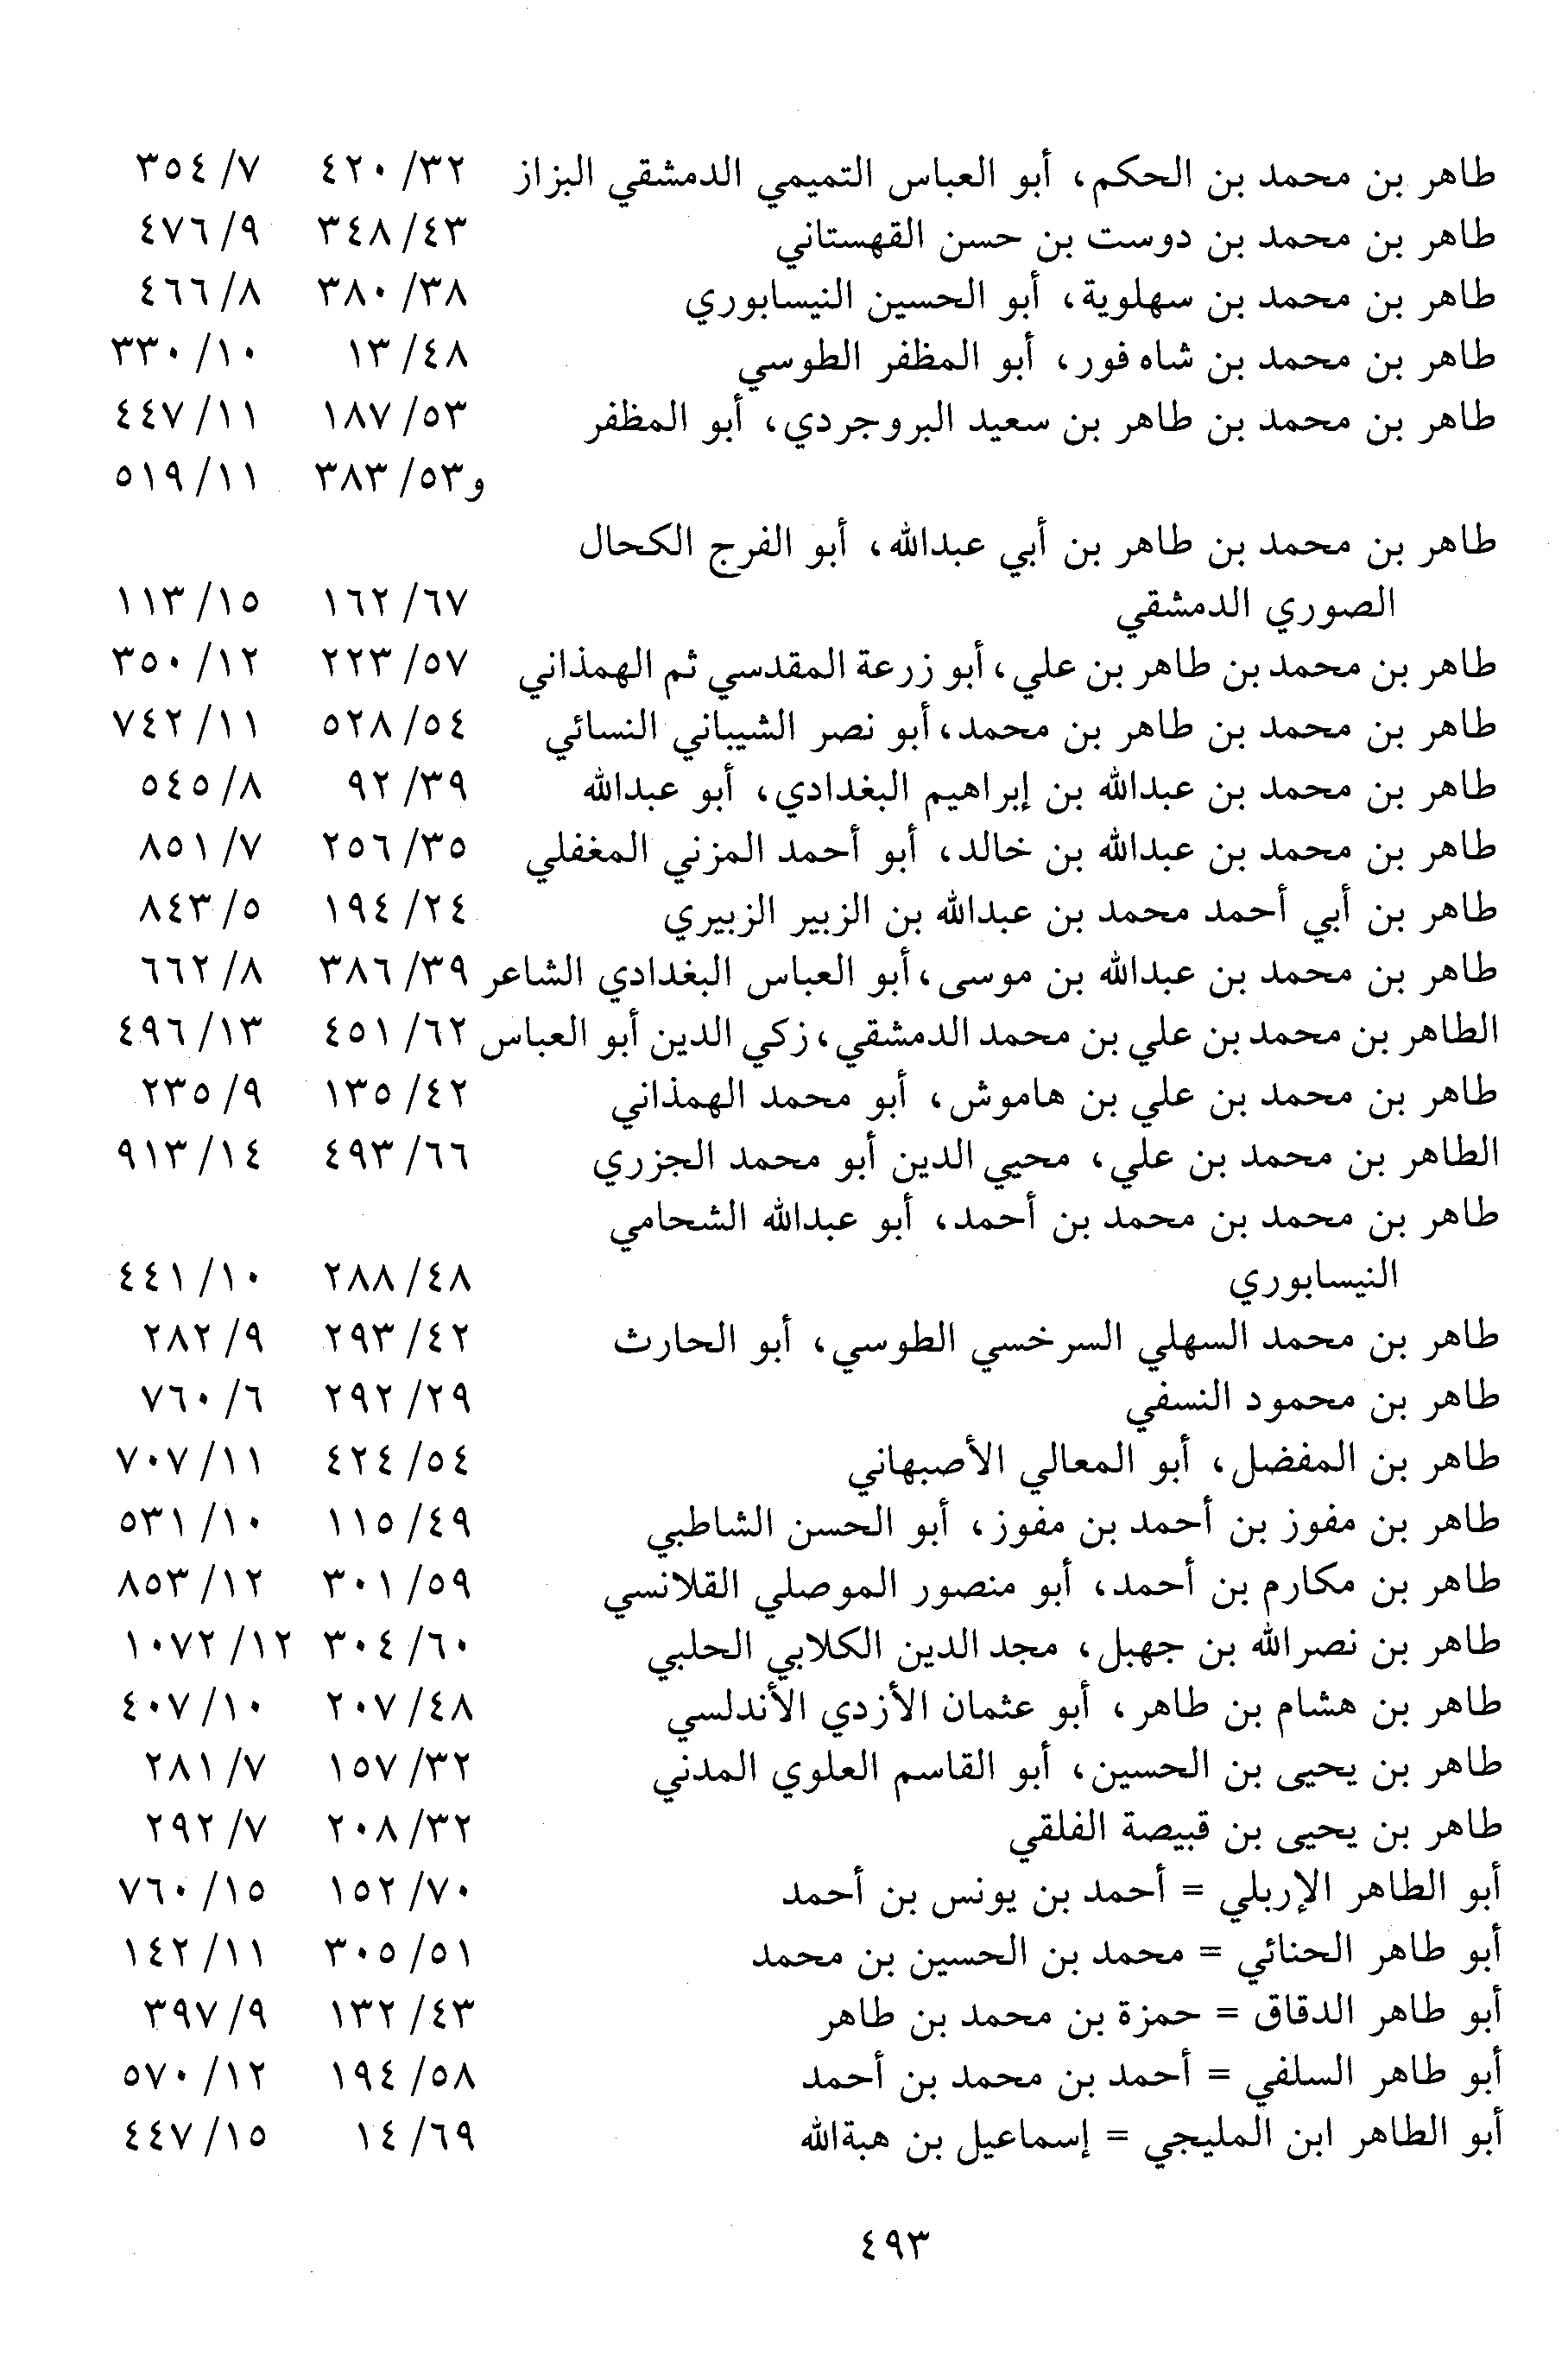 طاهر بن محمد بن الحكم، أبو العباس التميمي الدمشقي البزاز ٣٢/ ٤٢٠ ٧/ ٣٥٤
طاهر بن محمد بن دوست بن حسن القهستاني ٤٣/ ٣٤٨ ٩/ ٤٧٦
طاهر بن محمد بن سهلوية، أبو الحسين النيسابوري ٣٨/ ٣٨٠ ٨/ ٤٦٦
طاهر بن محمد بن شاه فور، أبو المظفر الطوسي ٤٨/ ١٣ ١٠/ ٣٣٠
طاهر بن محمد بن طاهر بن سعيد البروجردي، أبو المظفر ٥٣/ ١٨٧ ١١/ ٤٤٧
و٥٣/ ٣٨٣ ١١/ ٥١٩
طاهر بن محمد بن طاهر بن أبي عبدالله، أبو الفرج الكحال
الصوري الدمشقي ٦٧/ ١٦٢ ١٥/ ١١٣
طاهر بن محمد بن طاهر بن علي، أبو زرعة المقدسي ثم الهمذاني ٥٧/ ٢٢٣ ١٢/ ٣٥٠
طاهر بن محمد بن طاهر بن محمد، أبو نصر الشيباني النسائي ٥٤/ ٥٢٨ ١١/ ٧٤٢
طاهر بن محمد بن عبدالله بن إبراهيم البغدادي، أبو عبدالله ٣٩/ ٩٢ ٨/ ٥٤٥
طاهر بن محمد بن عبدالله بن خالد، أبو أحمد المزني المغفلي ٣٥/ ٢٥٦ ٧/ ٨٥١
طاهر بن أبي أحمد محمد بن عبدالله بن الزبير الزبيري ٢٤/ ١٩٤ ٥/ ٨٤٣
طاهر بن محمد بن عبدالله بن موسى، أبو العباس البغدادي الشاعر ٣٩/ ٣٨٦ ٨/ ٦٦٢
الطاهر بن محمد بن علي بن محمد الدمشقي، زكي الدين أبو العباس ٦٢/ ٤٥١ ١٣/ ٤٩٦
طاهر بن محمد بن علي بن هاموش، أبو محمد الهمذاني ٤٢/ ١٣٥ ٩/ ٢٣٥
الطاهر بن محمد بن علي، محيي الدين أبو محمد الجزري ٦٦/ ٤٩٣ ١٤/ ٩١٣
طاهر بن محمد بن محمد بن أحمد، أبو عبدالله الشحامي
النيسابوري ٤٨/ ٢٨٨ ١٠/ ٤٤١
طاهر بن محمد السهلي السرخسي الطوسي، أبو الحارث ٤٢/ ٢٩٣ ٩/ ٢٨٢
طاهر بن محمود النسفي ٢٩/ ٢٩٢ ٦/ ٧٦٠
طاهر بن المفضل، أبو المعالي الأصبهاني ٥٤/ ٤٢٤ ١١/ ٧٠٧
طاهر بن مفوز بن أحمد بن مفوز، أبو الحسن الشاطبي ٤٩/ ١١٥ ١٠/ ٥٣١
طاهر بن مكارم بن أحمد، أبو منصور الموصلي القلانسي ٥٩/ ٣٠١ ١٢/ ٨٥٣
طاهر بن نصرالله بن جهبل، مجد الدين الكلابي الحلبي ٦٠/ ٣٠٤ ١٢/ ١٠٧٢
طاهر بن هشام بن طاهر، أبو عثمان الأزدي الأندلسي ٤٨/ ٢٠٧ ١٠/ ٤٠٧
طاهر بن يحيى بن الحسين، أبو القاسم العلوي المدني ٣٢/ ١٥٧ ٧/ ٢٨١
طاهر بن يحيى بن قبيصة الفلقي ٣٢/ ٢٠٨ ٧/ ٢٩٢
أبو الطاهر الإربلي = أحمد بن يونس بن أحمد ٧٠/ ١٥٢ ١٥/ ٧٦٠
أبو طاهر الحنائي = محمد بن الحسين بن محمد ٥١/ ٣٠٥ ١١/ ١٤٢
أبو طاهر الدقاق = حمزة بن محمد بن طاهر ٤٣/ ١٣٢ ٩/ ٣٩٧
أبو طاهر السلفي = أحمد بن محمد بن أحمد ٥٨/ ١٩٤ ١٢/ ٥٧٠
أبو الطاهر ابن المليجي = إسماعيل بن هبةالله ٦٩/ ١٤ ١٥/ ٤٤٧
٤٩٣